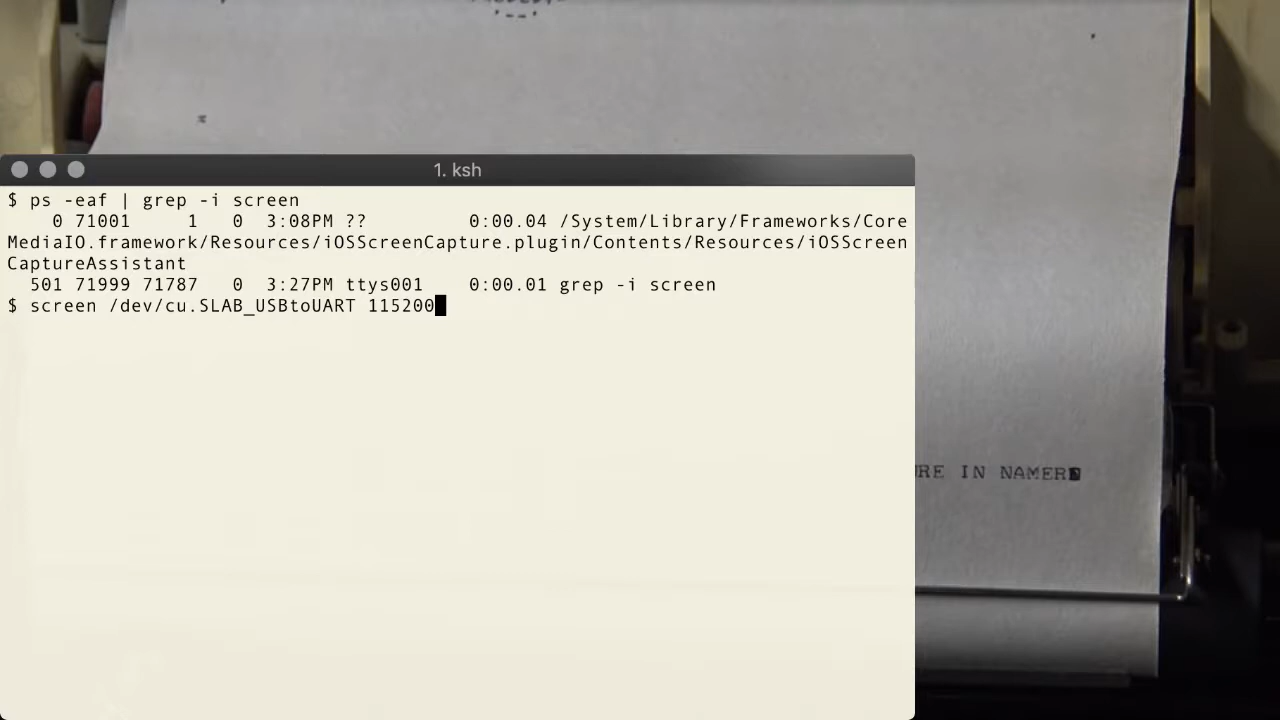 1. ksh
$ ps -eaf | grep -i screen
0 71001 1 0 3:08PM ?? 0:00.04 /System/Library/Frameworks/Core
MediaIO.framework/Resources/iOSScreenCapture.plugin/Contents/Resources/iOSScreen
CaptureAssistant
501 71999 71787 0 3:27PM ttys001 0:00.01 grep -i screen
$ screen /dev/cu.SLAB_USBtoUART 115200
IN